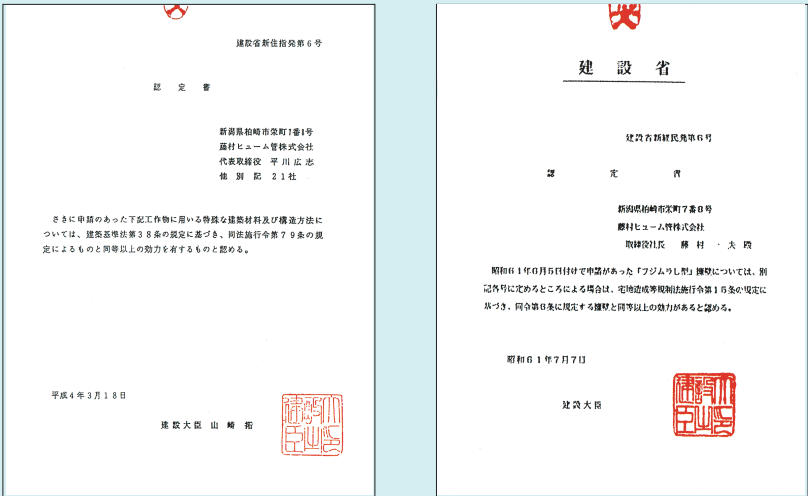 建設省新住指発第6号
認定書
新潟県柏崎市栄町7番8号
藤村ヒューム管株式会社
代表取締役 平川広志
他別記21社
さきに申請のあった下記工作物に用いる特殊な建築材料及び構造方法に
ついては、建築基準法第38条の規定に基づき、同法施行令第79条の規
定によるものと同等以上の効力を有するものと認める。
平成4年3月18日
建設大臣 山崎拓
建設大臣之印
建設省
建設省新経民発第6号
認定書
新潟県柏崎市栄町7番8号
藤村ヒューム管株式会社
取締役社長 藤村一夫殿
昭和61年6月5日付けで申請があった「フジムラL型」擁壁については、別
記各号に定めるところによる場合は、宅地造成等規制法施行令第15条の規定に
基づき、同令第6条に規定する擁壁と同等以上の効力があると認める。
昭和61年7月7日
建設大臣
建設大臣之印